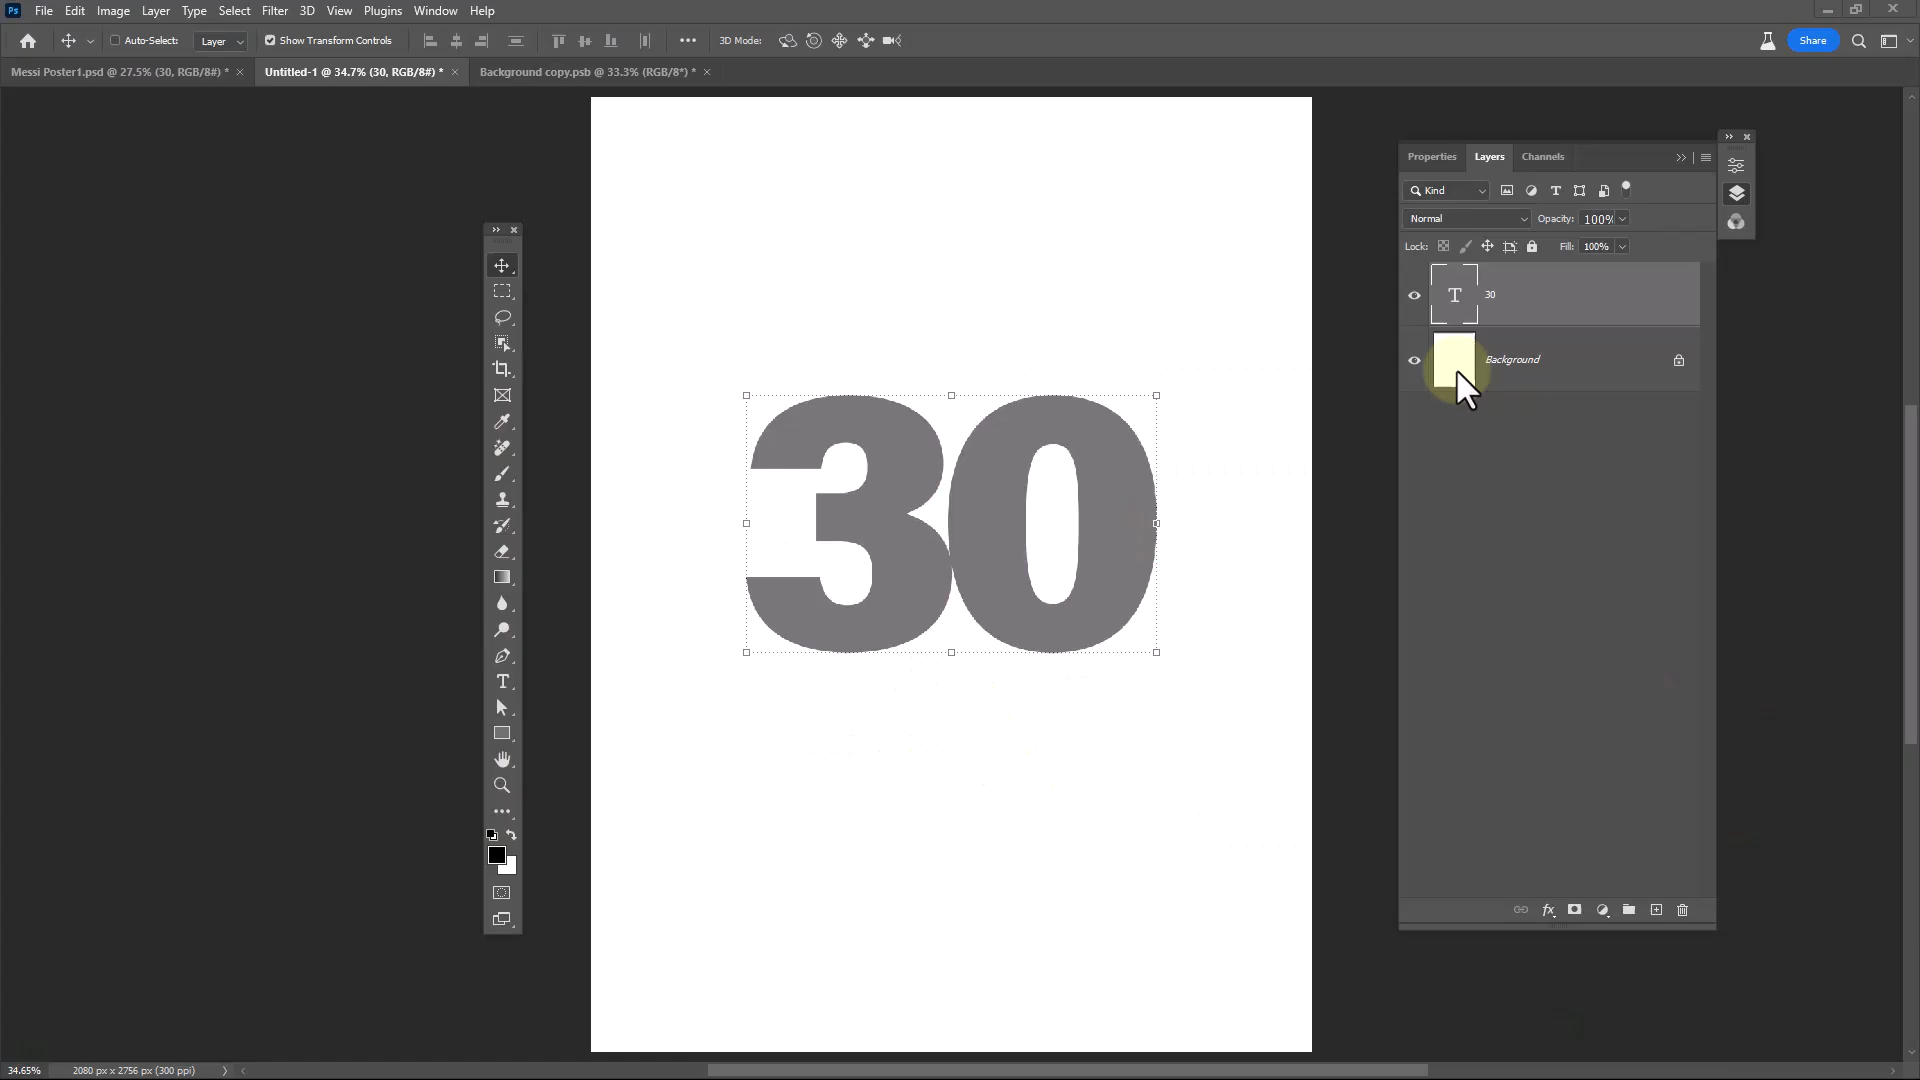 Ps File Edit Image Layer Type Select Filter 3D View Plugins Window Help
Auto-Select: Layer Show Transform Controls 3D Mode: Share
Messi Poster1.psd @ 27.5% (30, RGB/8#) * × Untitled-1 @ 34.7% (30, RGB/8#) * × Background copy.psb @ 33.3% (RGB/8*) * ×
Properties Layers Channels
Kind
Normal Opacity: 100%
Lock: Fill: 100%
T 30
Background
30
T
fx
34.65% 2080 px x 2756 px (300 ppi)